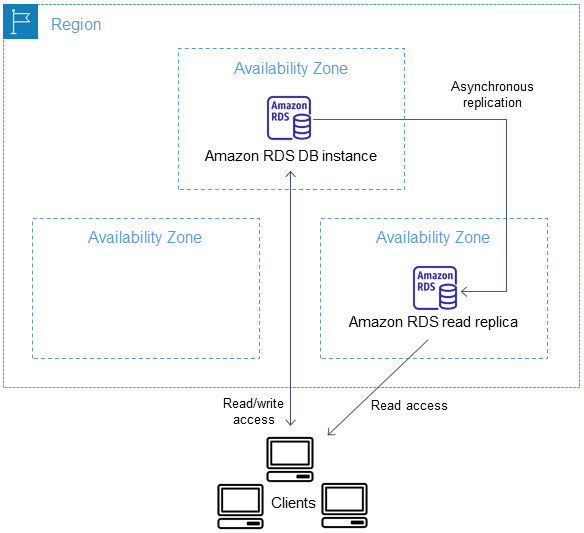 Region
Availability Zone
Amazon
RDS
Amazon RDS DB instance
Asynchronous
replication
Availability Zone
Availability Zone
Amazon
RDS
Amazon RDS read replica
Read/write
access
Read access
Clients